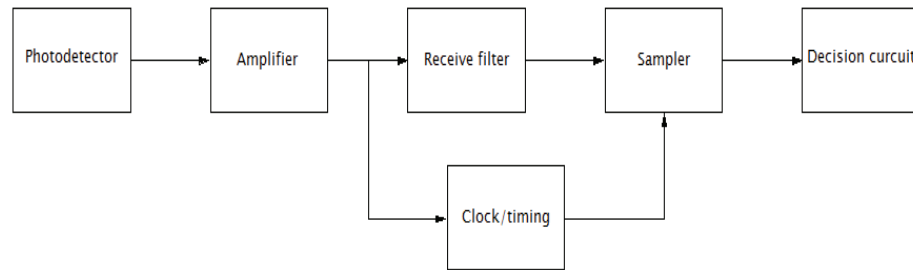 Photodetector
Amplifier
Receive filter
Sampler
Decision curcuit
Clock/timing